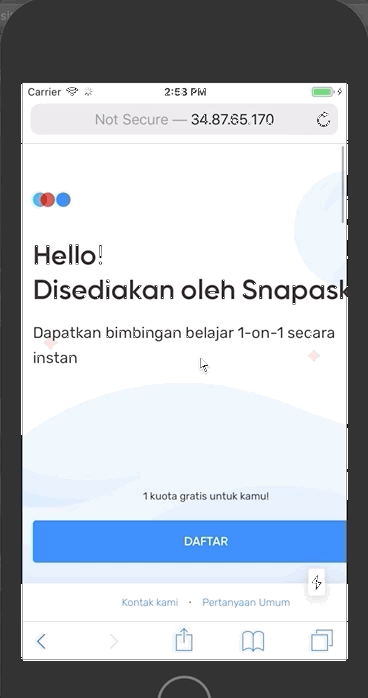 Carrier 2:53 PM
Not Secure — 34.87.65.170
Hello!
Disediakan oleh Snapask
Dapatkan bimbingan belajar 1-on-1 secara
instan
1 kuota gratis untuk kamu!
DAFTAR
Kontak kami • Pertanyaan Umum